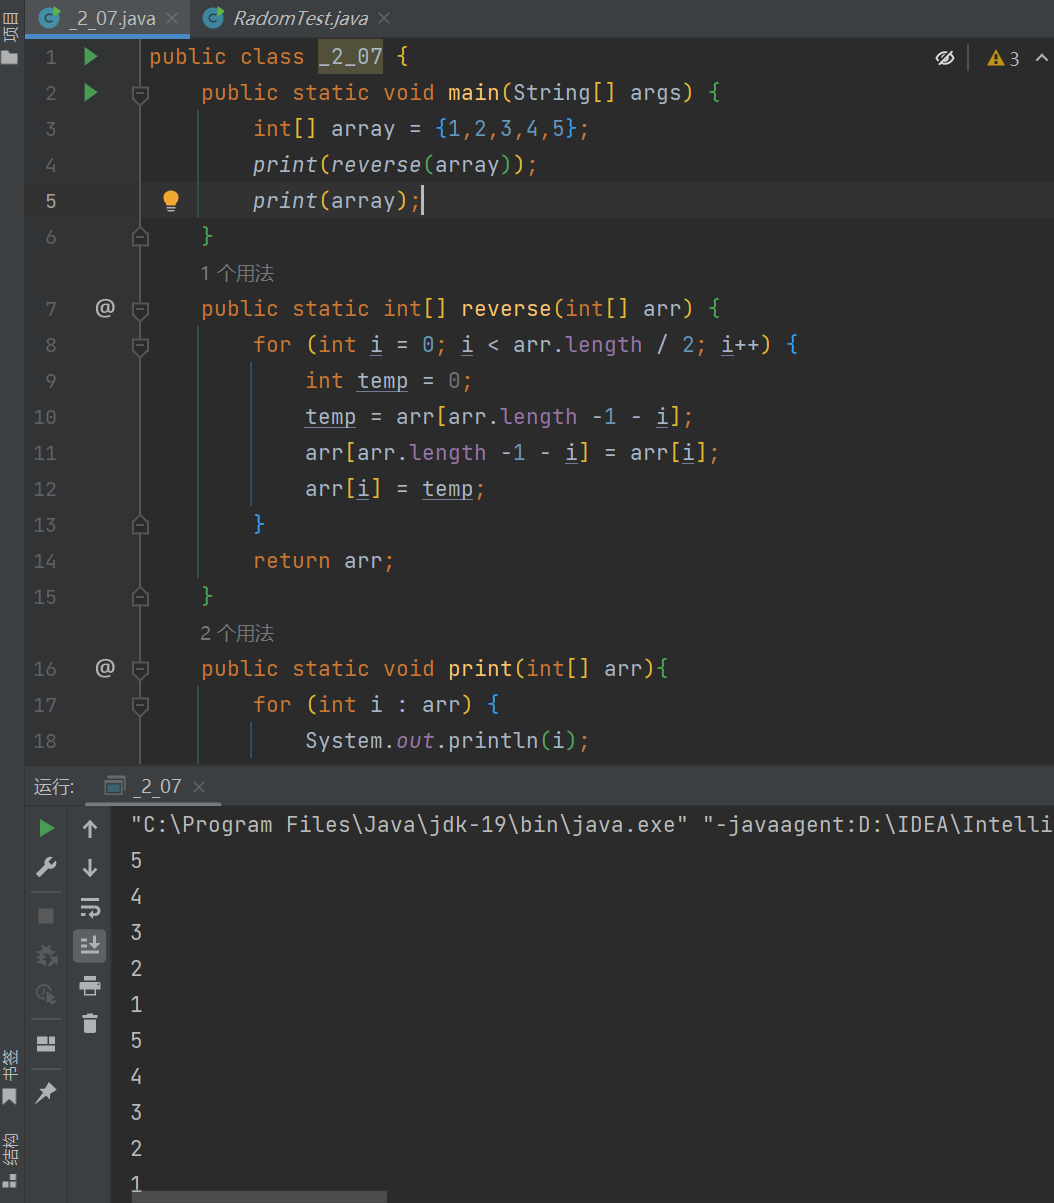 项目
_2_07.java
RadomTest.java
3
1 public class _2_07 {
2 public static void main(String[] args) {
3 int[] array = {1,2,3,4,5};
4 print(reverse(array));
5 print(array);
6 }
1 个用法
7 @ public static int[] reverse(int[] arr) {
8 for (int i = 0; i < arr.length / 2; i++) {
9 int temp = 0;
10 temp = arr[arr.length -1 - i];
11 arr[arr.length -1 - i] = arr[i];
12 arr[i] = temp;
13 }
14 return arr;
15 }
2 个用法
16 @ public static void print(int[] arr){
17 for (int i : arr) {
18 System.out.println(i);
运行: _2_07
"C:\Program Files\Java\jdk-19\bin\java.exe" "-javaagent:D:\IDEA\Intelli
5
4
3
2
1
5
4
3
2
1
书签
结构